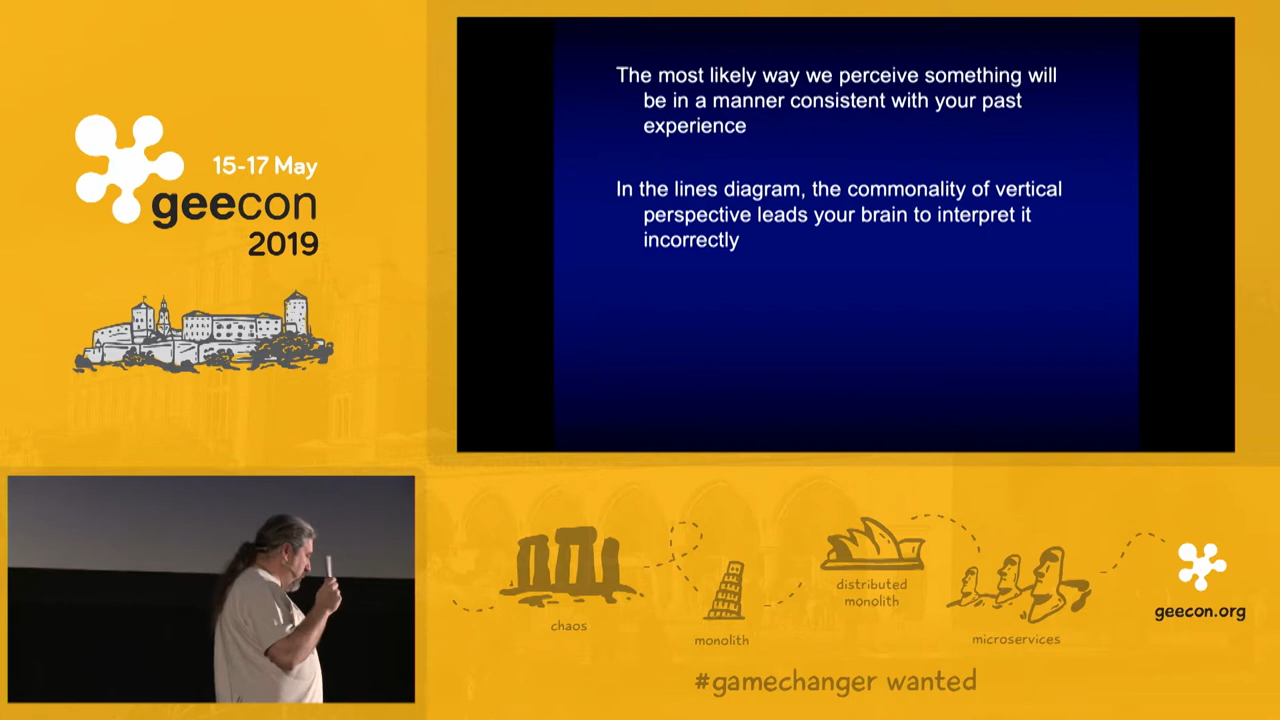 15-17 May
geecon
2019
The most likely way we perceive something will
be in a manner consistent with your past
experience
In the lines diagram, the commonality of vertical
perspective leads your brain to interpret it
incorrectly
chaos
monolith
distributed
monolith
microservices
geecon.org
#gamechanger wanted